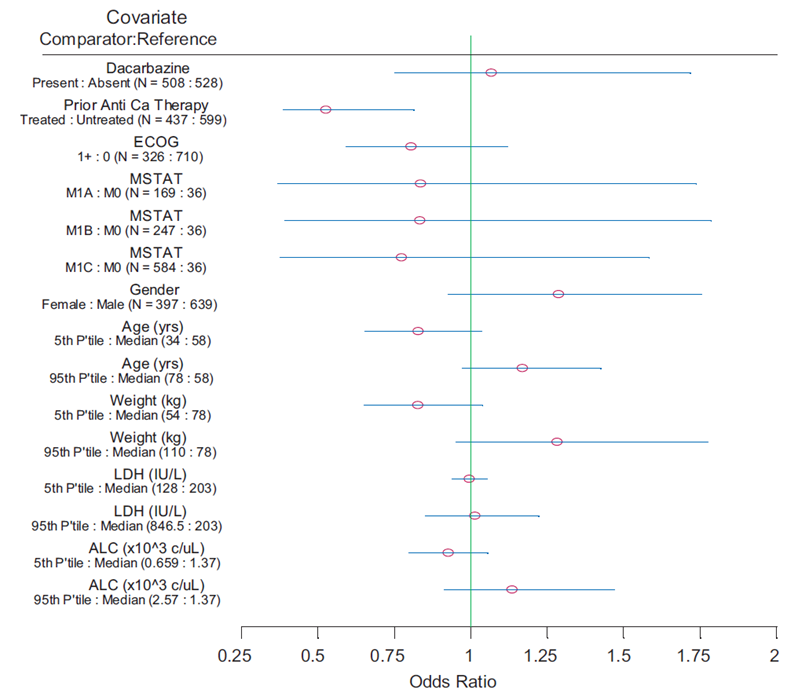 Covariate
Comparator:Reference
Dacarbazine
Present : Absent (N = 508 : 528)
Prior Anti Ca Therapy
Treated : Untreated (N = 437 : 599)
ECOG
1+ : 0 (N = 326 : 710)
MSTAT
M1A : M0 (N = 169 : 36)
MSTAT
M1B : M0 (N = 247 : 36)
MSTAT
M1C : M0 (N = 584 : 36)
Gender
Female : Male (N = 397 : 639)
Age (yrs)
5th P'tile : Median (34 : 58)
Age (yrs)
95th P'tile : Median (78 : 58)
Weight (kg)
5th P'tile : Median (54 : 78)
Weight (kg)
95th P'tile : Median (110 : 78)
LDH (IU/L)
5th P'tile : Median (128 : 203)
LDH (IU/L)
95th P'tile : Median (846.5 : 203)
ALC (x10^3 c/uL)
5th P'tile : Median (0.659 : 1.37)
ALC (x10^3 c/uL)
95th P'tile : Median (2.57 : 1.37)
0.25 0.5 0.75 1 1.25 1.5 1.75 2
Odds Ratio